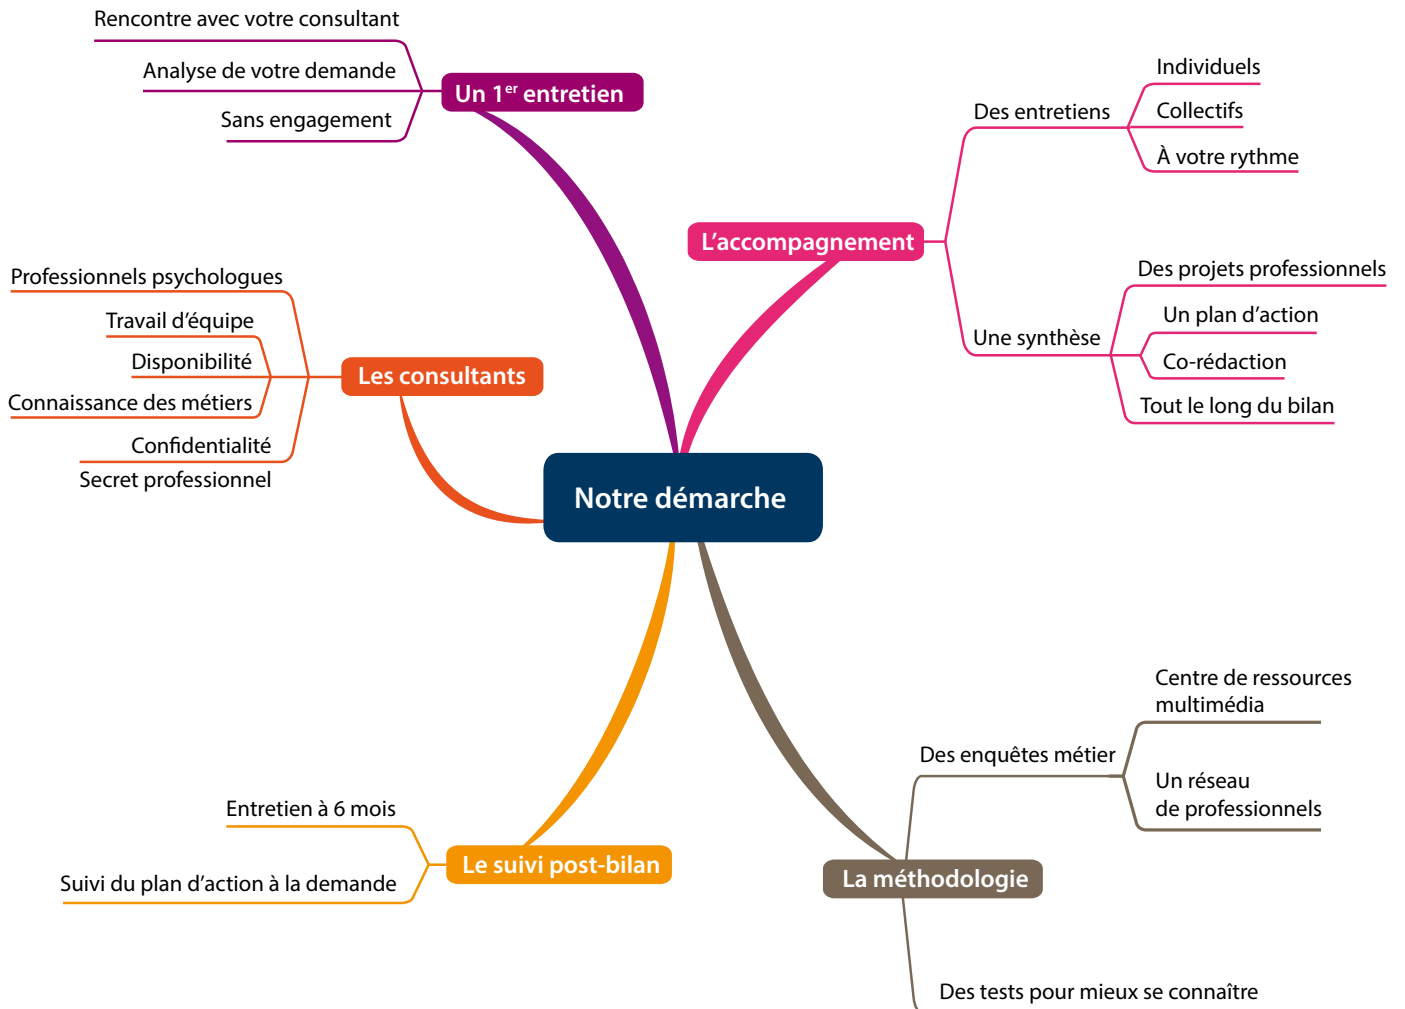 Rencontre avec votre consultant
Analyse de votre demande
Sans engagement
Un 1er entretien
Individuels
Collectifs
À votre rythme
Des entretiens
L’accompagnement
Une synthèse
Des projets professionnels
Un plan d’action
Co-rédaction
Tout le long du bilan
Professionnels psychologues
Travail d’équipe
Disponibilité
Connaissance des métiers
Confidentialité
Secret professionnel
Les consultants
Notre démarche
Entretien à 6 mois
Suivi du plan d’action à la demande
Le suivi post-bilan
Centre de ressources
multimédia
Des enquêtes métier
Un réseau
de professionnels
La méthodologie
Des tests pour mieux se connaître